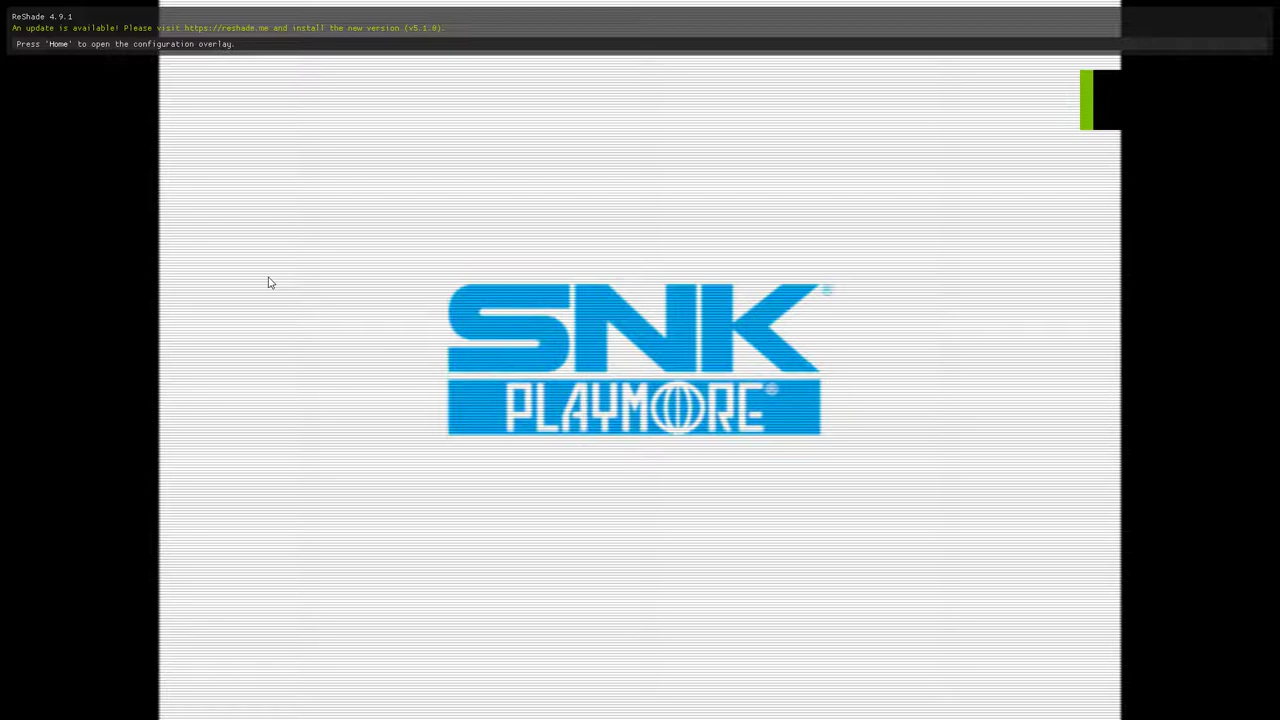 ReShade 4.9.1
An update is available! Please visit https://reshade.me and install the new version (v5.1.0).
Press 'Home' to open the configuration overlay.
SNK®
PLAYMORE®